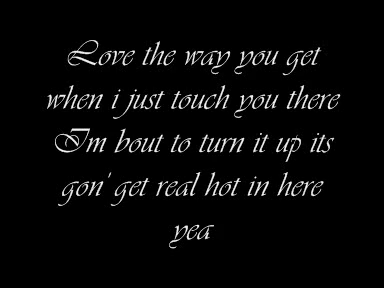 Love the way you get
when i just touch you there
Im bout to turn it up its
gon' get real hot in here
yea